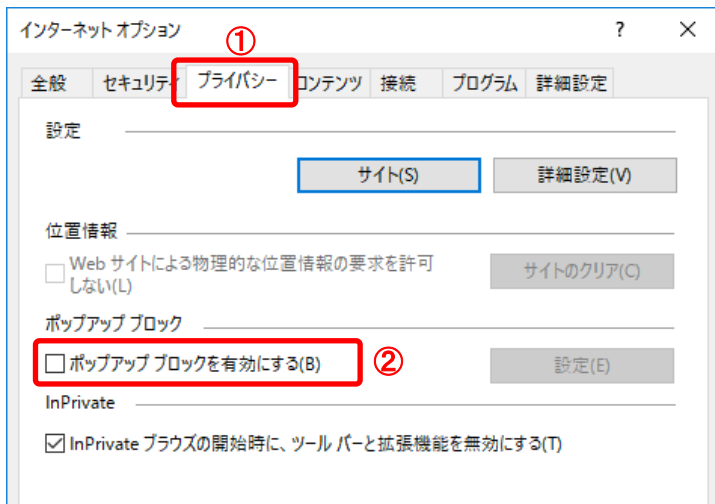 インターネット オプション ? ×
①
全般 セキュリティ プライバシー コンテンツ 接続 プログラム 詳細設定
設定
サイト(S) 詳細設定(V)
位置情報
Web サイトによる物理的な位置情報の要求を許可
しない(L)
サイトのクリア(C)
ポップアップ ブロック
ポップアップ ブロックを有効にする(B) ② 設定(E)
InPrivate
InPrivate ブラウズの開始時に、ツール バーと拡張機能を無効にする(T)